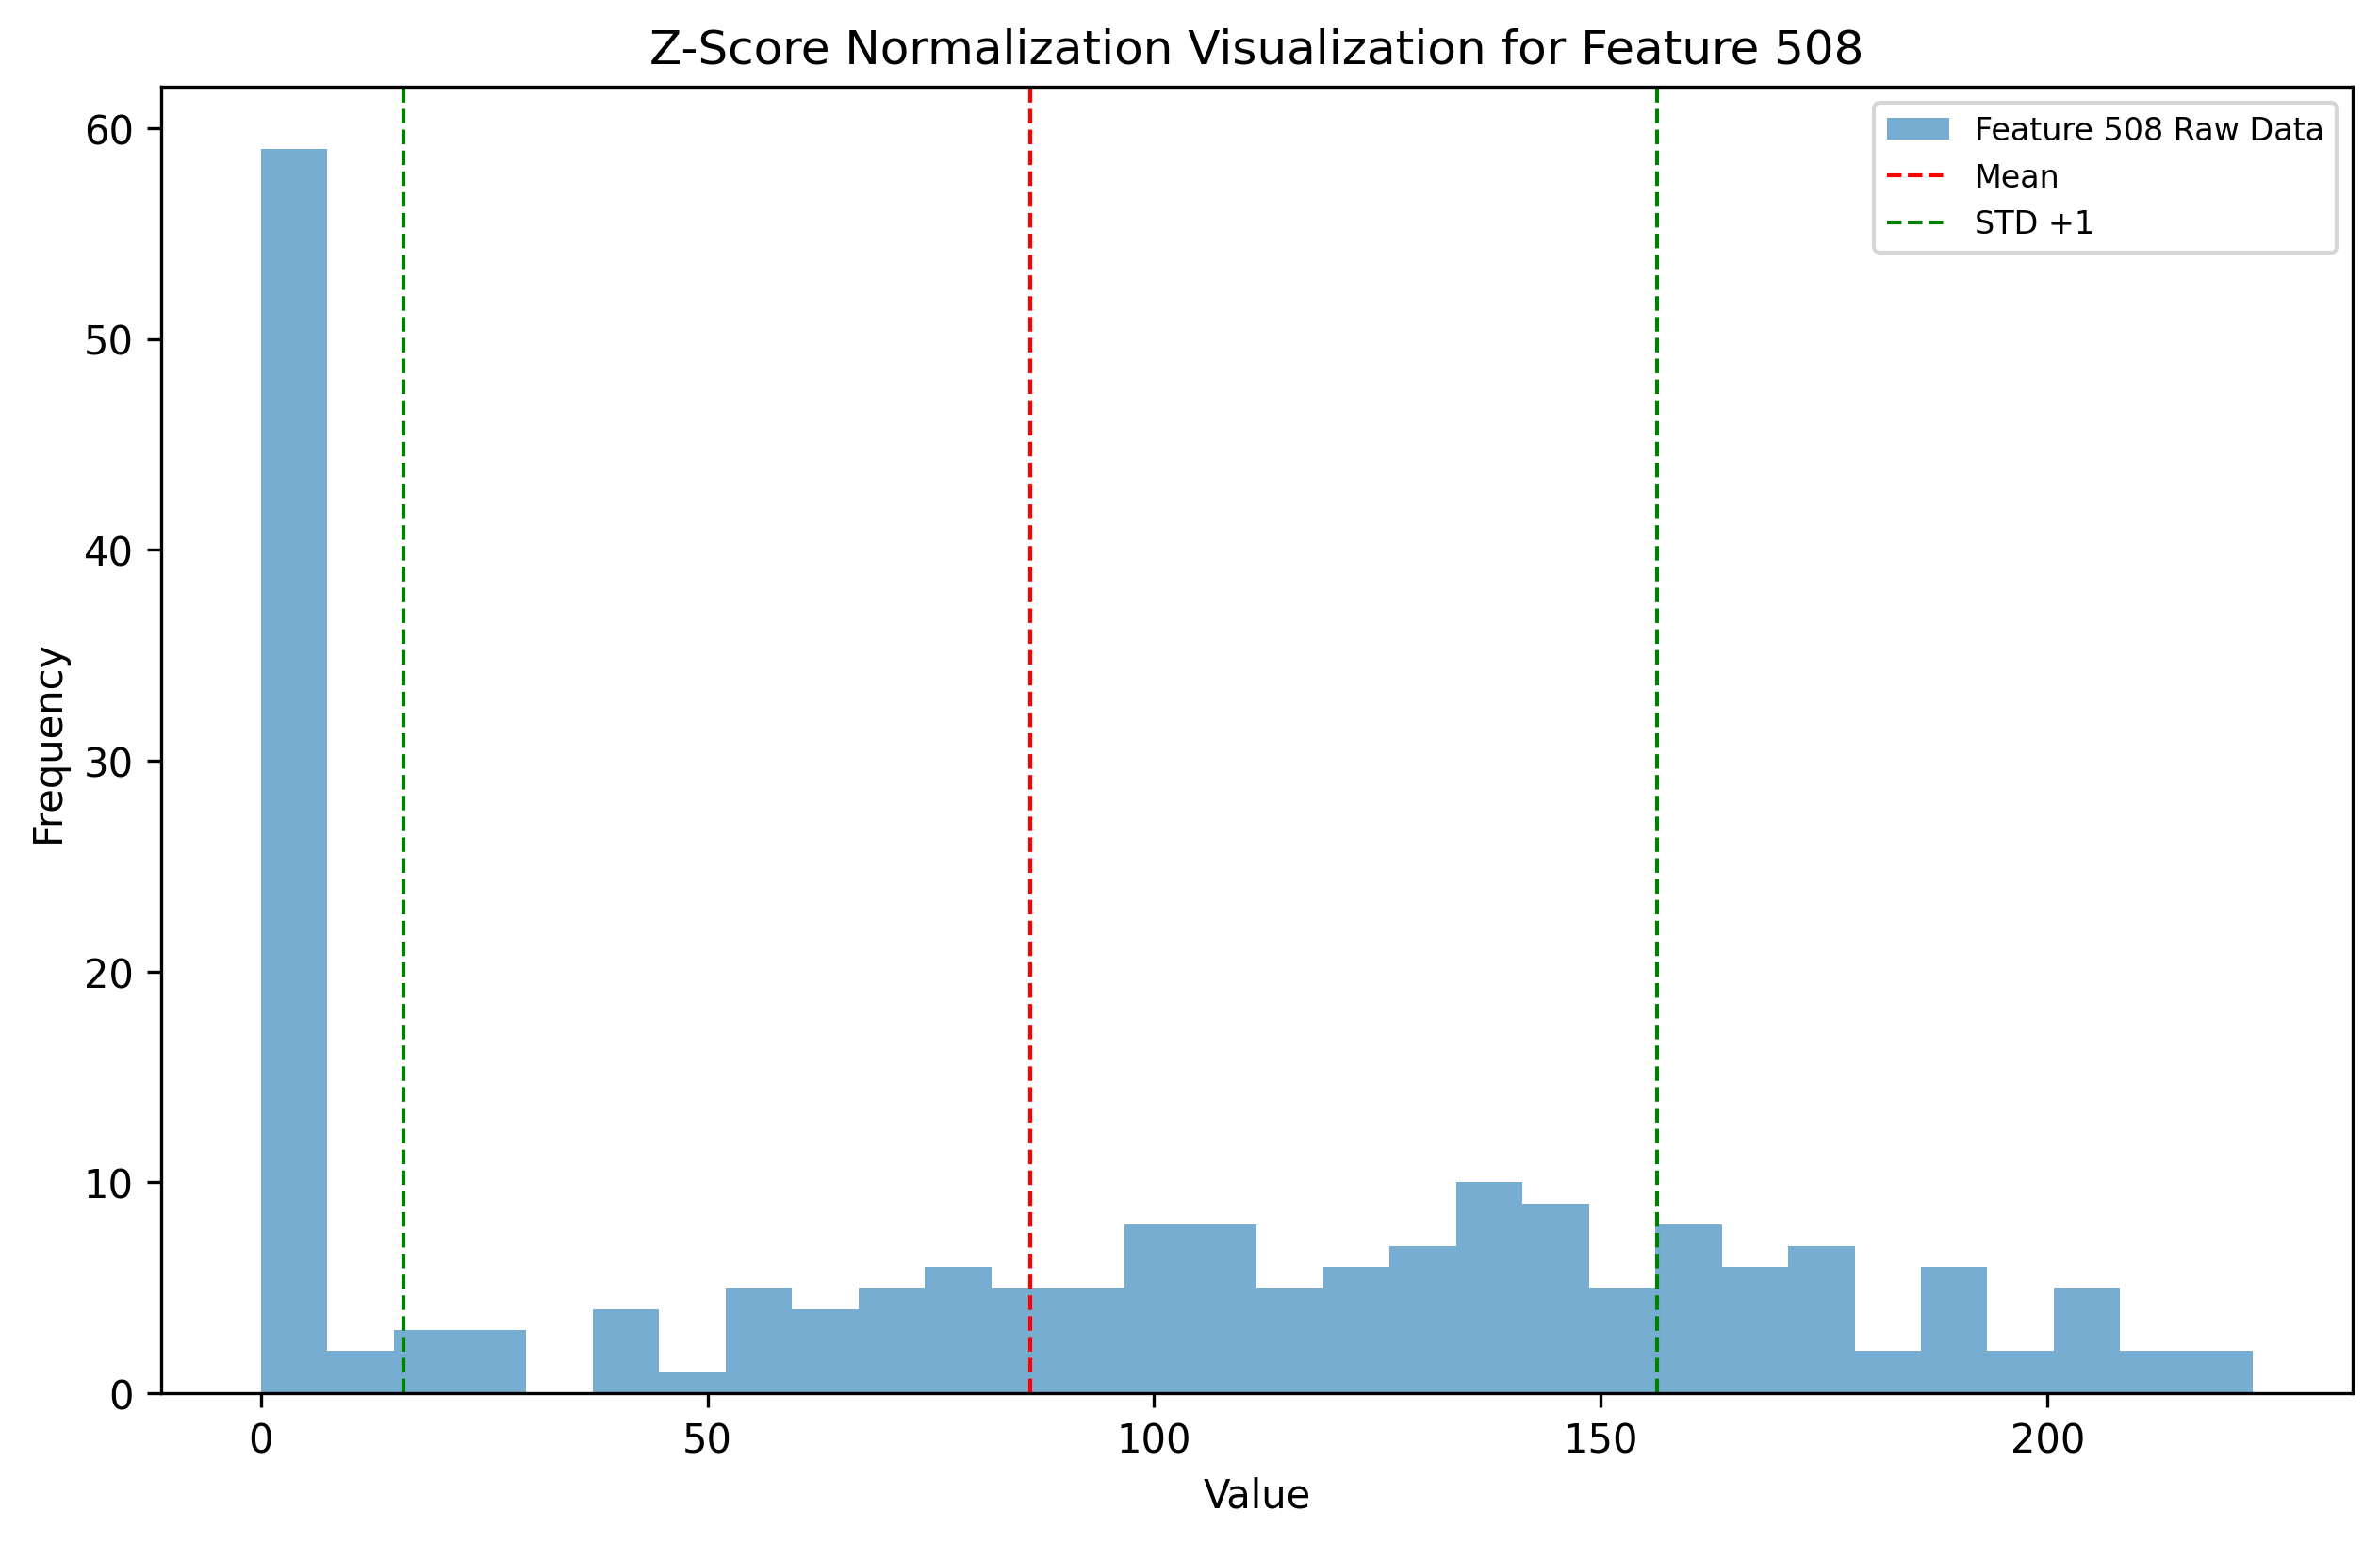 Z-Score Normalization Visualization for Feature 508
Feature 508 Raw Data
Mean
STD +1
60
50
40
30
20
10
0
Frequency
0 50 100 150 200
Value